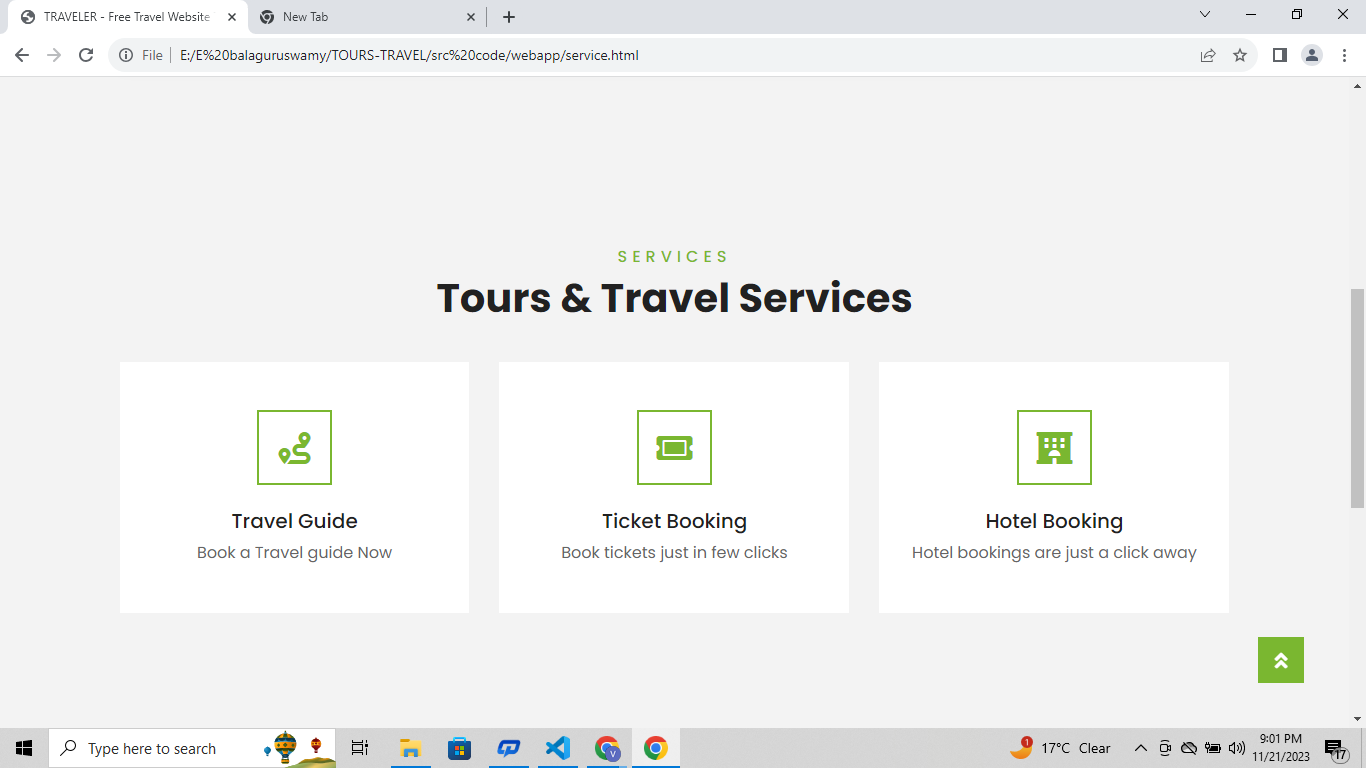 TRAVELER - Free Travel Website
New Tab
File
E:/E%20balaguruswamy/TOURS-TRAVEL/src%20code/webapp/service.html
SERVICES
Tours & Travel Services
Travel Guide
Book a Travel guide Now
Ticket Booking
Book tickets just in few clicks
Hotel Booking
Hotel bookings are just a click away
Type here to search
V
1
17°C Clear
9:01 PM
11/21/2023
17